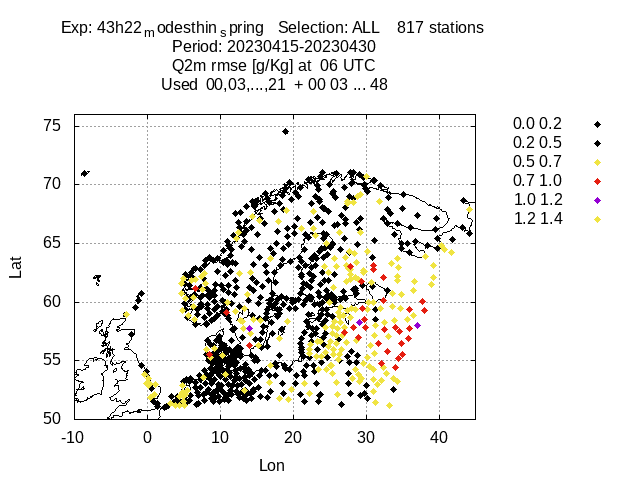 Exp: 43h22modesthinspring Selection: ALL 817 stations
Period: 20230415-20230430
Q2m rmse [g/Kg] at 06 UTC
Used 00,03,...,21 + 00 03 ... 48
75
70
65
60
55
50
Lat
-10 0 10 20 30 40
Lon
0.0 0.2
0.2 0.5
0.5 0.7
0.7 1.0
1.0 1.2
1.2 1.4